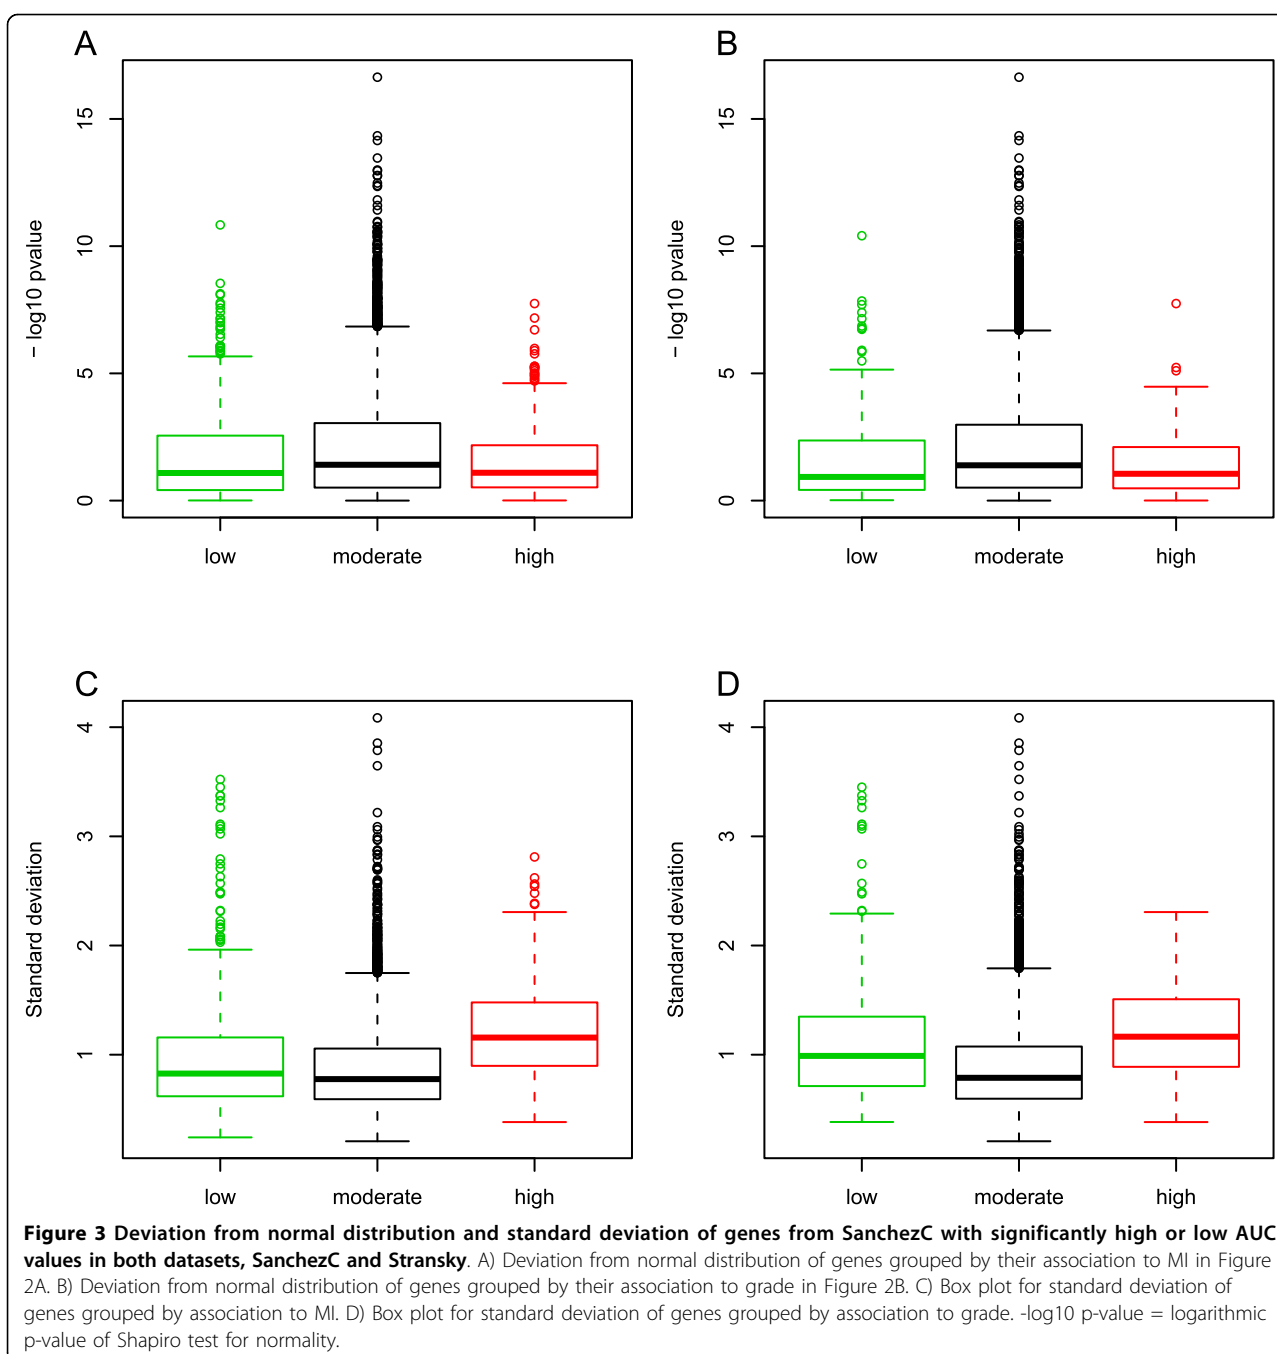 A
B
15
10
5
0
– log10 pvalue
low
moderate
high
15
10
5
0
– log10 pvalue
low
moderate
high
C
D
4
3
2
1
Standard deviation
low
moderate
high
4
3
2
1
Standard deviation
low
moderate
high
Figure 3 Deviation from normal distribution and standard deviation of genes from SanchezC with significantly high or low AUC
values in both datasets, SanchezC and Stransky. A) Deviation from normal distribution of genes grouped by their association to MI in Figure
2A. B) Deviation from normal distribution of genes grouped by their association to grade in Figure 2B. C) Box plot for standard deviation of
genes grouped by association to MI. D) Box plot for standard deviation of genes grouped by association to grade. -log10 p-value = logarithmic
p-value of Shapiro test for normality.